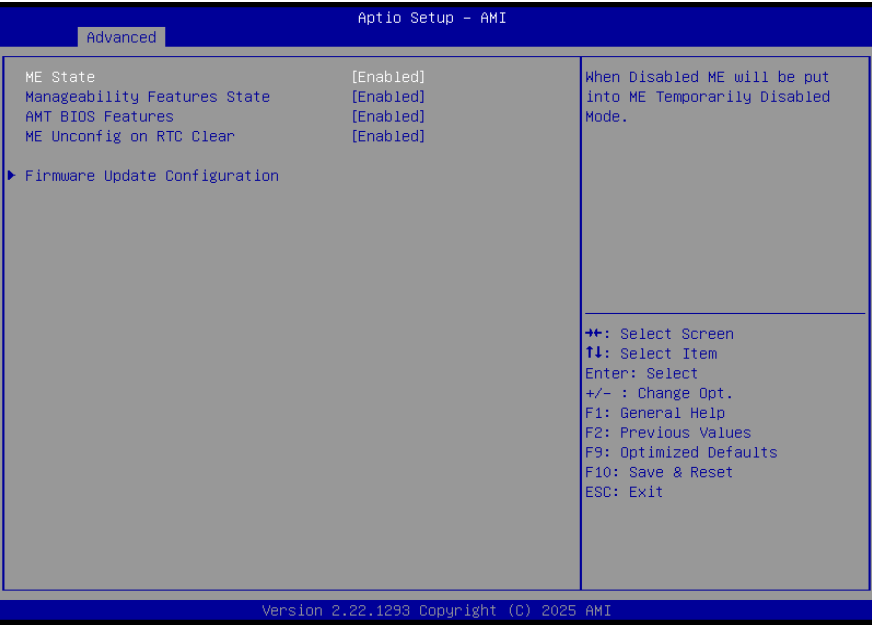 Aptio Setup – AMI
Advanced
ME State [Enabled]
Manageability Features State [Enabled]
AMT BIOS Features [Enabled]
ME Unconfig on RTC Clear [Enabled]
▶ Firmware Update Configuration
When Disabled ME will be put
into ME Temporarily Disabled
Mode.
→←: Select Screen
↑↓: Select Item
Enter: Select
+/- : Change Opt.
F1: General Help
F2: Previous Values
F9: Optimized Defaults
F10: Save & Reset
ESC: Exit
Version 2.22.1293 Copyright (C) 2025 AMI